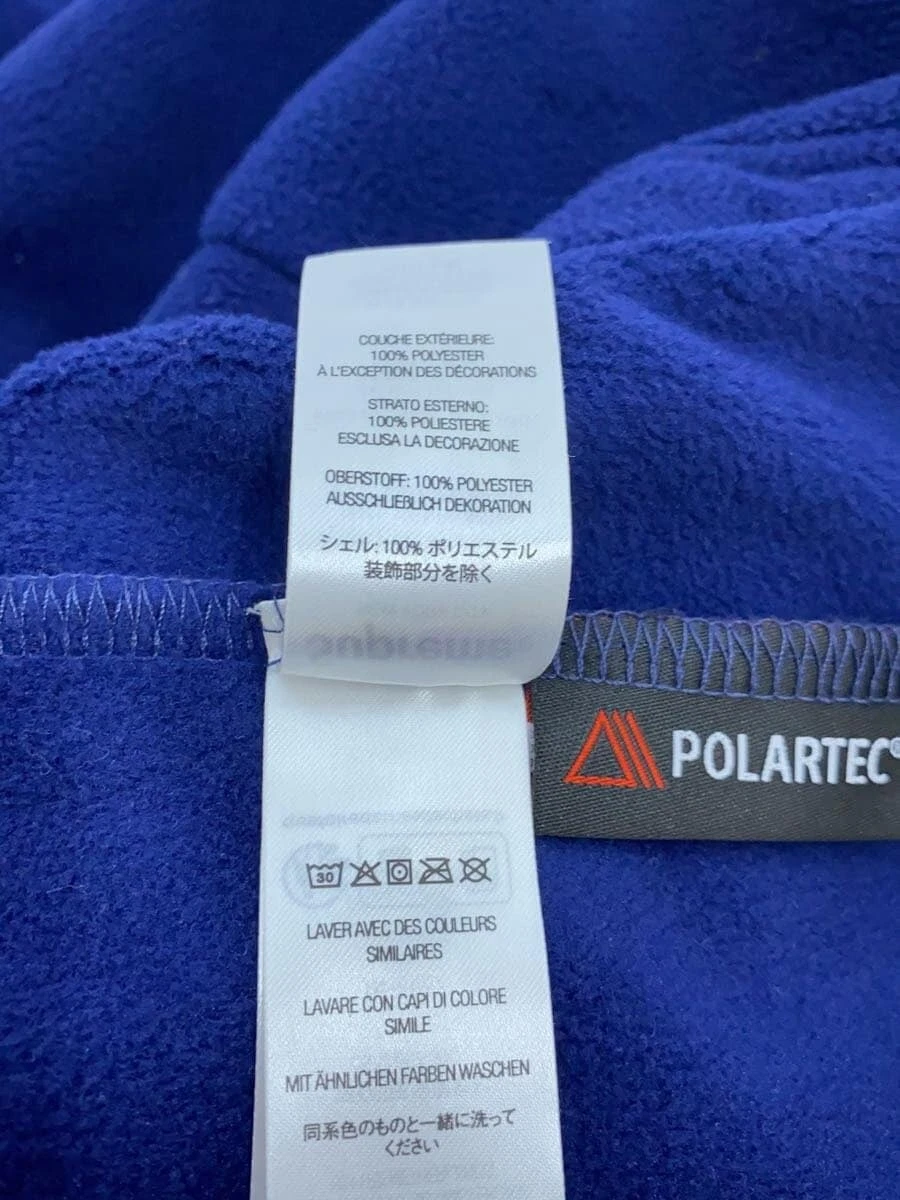 COUCHE EXTÉRIEURE:
100% POLYESTER
À L'EXCEPTION DES DÉCORATIONS
STRATO ESTERNO:
100% POLIESTERE
ESCLUSA LA DECORAZIONE
OBERSTOFF: 100% POLYESTER
AUSSCHLIEßLICH DEKORATION
シェル: 100% ポリエステル
装飾部分を除く
POLARTEC®
30
LAVER AVEC DES COULEURS
SIMILAIRES
LAVARE CON CAPI DI COLORE
SIMILE
MIT ÄHNLICHEN FARBEN WASCHEN
同系色のものと一緒に洗って
ください